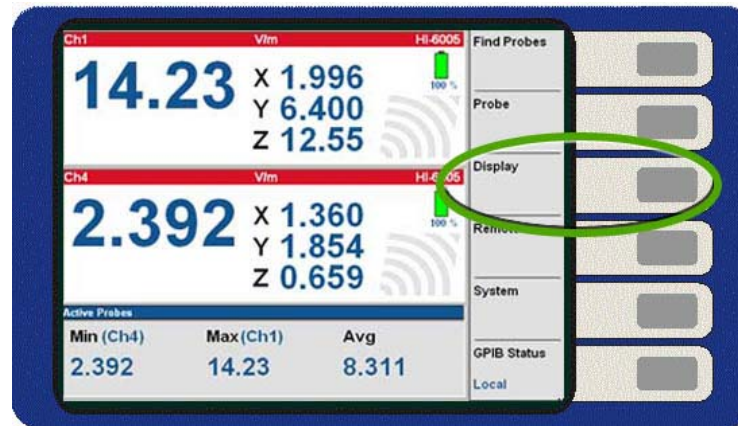 Ch1 V/m HI-6005
14.23
X 1.996
Y 6.400
Z 12.55
100 %
Ch4 V/m
2.392
X 1.360
Y 1.854
Z 0.659
100 %
Active Probes
Min (Ch4) Max(Ch1) Avg
2.392 14.23 8.311
Find Probes
Probe
Display
System
GPIB Status
Local